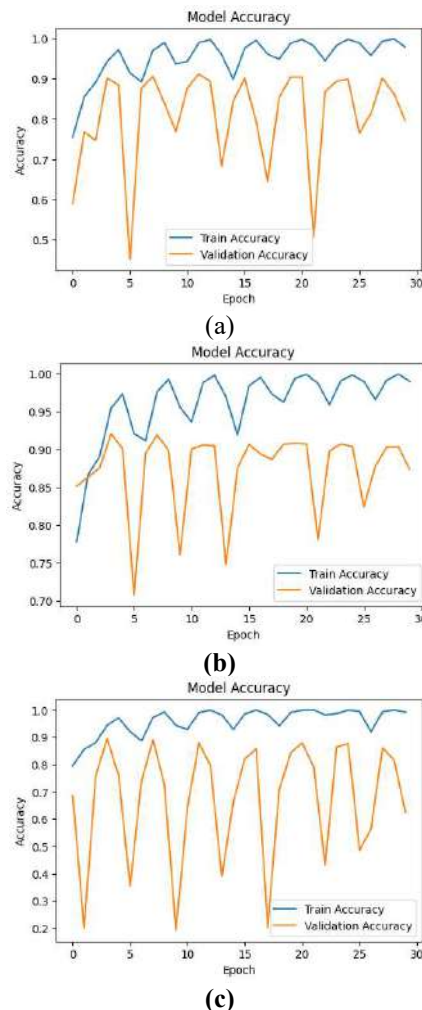 Model Accuracy
1.0
0.9
0.8
0.7
0.6
0.5
Accuracy
Train Accuracy
Validation Accuracy
0 5 10 15 20 25 30
Epoch
(a)
Model Accuracy
1.00
0.95
0.90
0.85
0.80
0.75
0.70
Accuracy
Train Accuracy
Validation Accuracy
0 5 10 15 20 25 30
Epoch
(b)
Model Accuracy
1.0
0.9
0.8
0.7
0.6
0.5
0.4
0.3
0.2
Accuracy
Train Accuracy
Validation Accuracy
0 5 10 15 20 25 30
Epoch
(c)